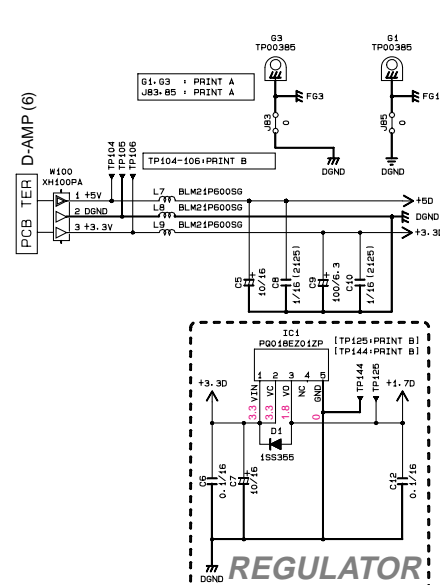 G3
TP00385
G1
TP00385
G1.G3 : PRINT A
J83.85 : PRINT A
FG3
FG1
J83
0
J85
0
DGND
DGND
D-AMP (6)
PCB TER
W100
XH100PA
TP104
TP105
TP106
TP104-106:PRINT B
1 +5V
L7 BLM21P600SG
+5D
2 DGND
L8 BLM21P600SG
DGND
3 +3.3V
L9 BLM21P600SG
+3.3D
C5
10/16
C8
1/16 (2125)
C9
100/6.3
C10
1/16 (2125)
IC1
PQ018EZ01ZP
[TP125:PRINT B]
[TP144:PRINT B]
1 2 3 4 5
VIN
VC
VO
NC
GND
3.3
3.3
1.8
0
TP144
TP125
+3.3D
+1.7D
D1
1SS355
C6
0.1/16
C7
10/16
C12
0.1/16
DGND
REGULATOR